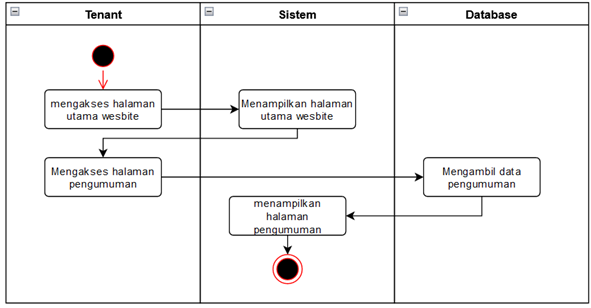 Tenant
Sistem
Database
mengakses halaman
utama wesbite
Menampilkan halaman
utama wesbite
Mengakses halaman
pengumuman
Mengambil data
pengumuman
menampilkan
halaman
pengumuman